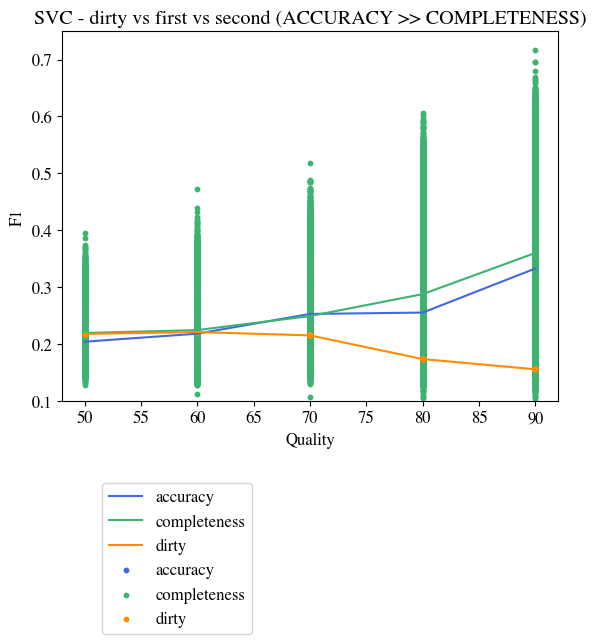 SVC - dirty vs first vs second (ACCURACY >> COMPLETENESS)
0.7
0.6
0.5
0.4
0.3
0.2
0.1
F1
50 55 60 65 70 75 80 85 90
Quality
accuracy
completeness
dirty
accuracy
completeness
dirty